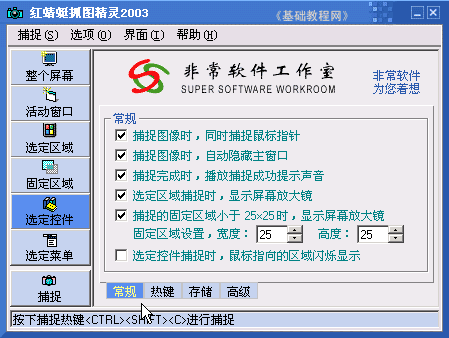 红蜻蜓抓图精灵2003
《基础教程网》
捕捉(S) 选项(O) 界面(I) 帮助(H)
整个屏幕
活动窗口
选定区域
固定区域
选定控件
选定菜单
捕捉
非常软件工作室
SUPER SOFTWARE WORKROOM
非常软件
为您着想
常规
捕捉图像时，同时捕捉鼠标指针
捕捉图像时，自动隐藏主窗口
捕捉完成时，播放捕捉成功提示声音
选定区域捕捉时，显示屏幕放大镜
捕捉的固定区域小于 25×25时，显示屏幕放大镜
固定区域设置，宽度： 25 高度： 25
选定控件捕捉时，鼠标指向的区域闪烁显示
常规 热键 存储 高级
按下捕捉热键<CTRL><SHIFT><C>进行捕捉